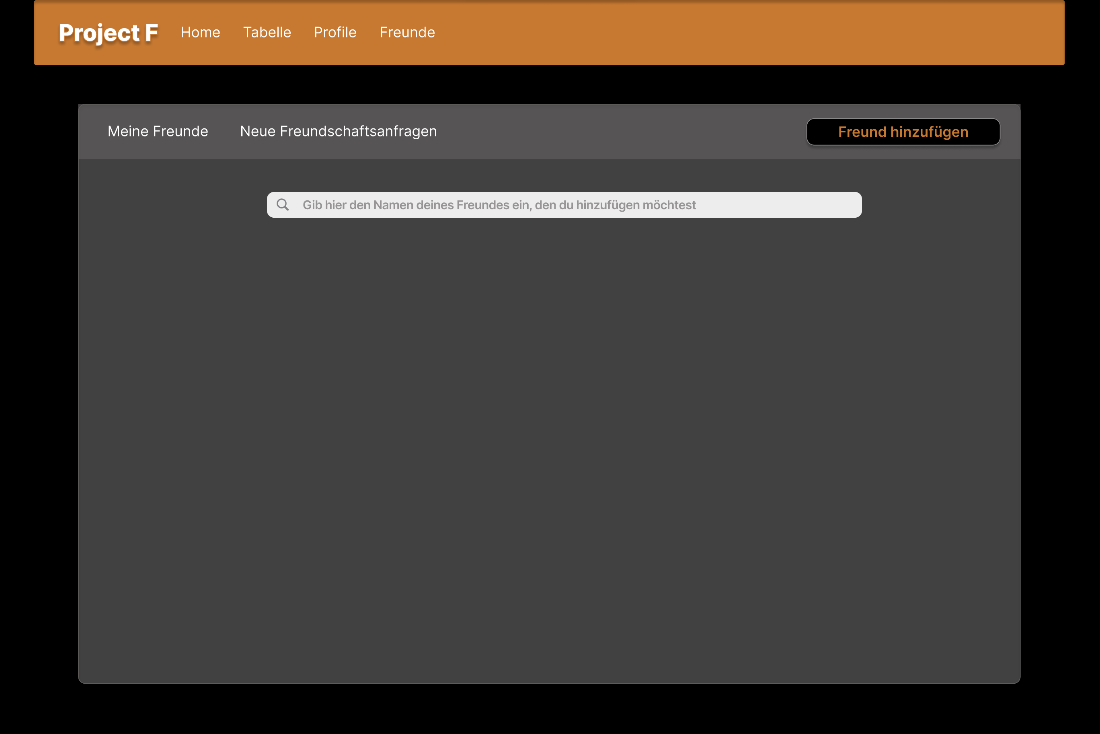 Project F Home Tabelle Profile Freunde
Meine Freunde Neue Freundschaftsanfragen Freund hinzufügen
Gib hier den Namen deines Freundes ein, den du hinzufügen möchtest